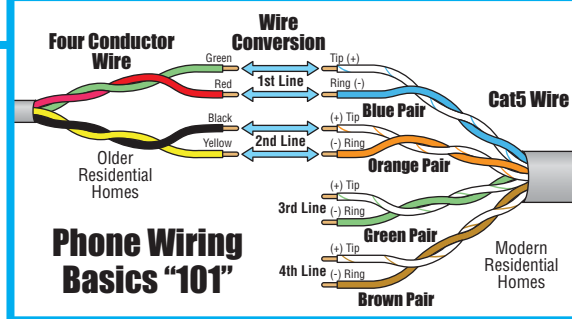 Four Conductor
Wire
Wire
Conversion
Green
Red
1st Line
Tip (+)
Ring (-)
Blue Pair
Cat5 Wire
Black
Yellow
2nd Line
(+) Tip
(-) Ring
Orange Pair
Older
Residential
Homes
3rd Line
(+) Tip
(-) Ring
Green Pair
4th Line
(+) Tip
(-) Ring
Brown Pair
Modern
Residential
Homes
Phone Wiring
Basics “101”